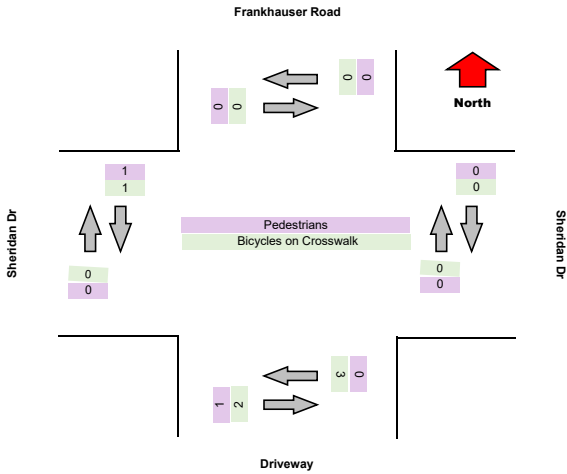 Frankhauser Road
0 0
0 0
North
1
1
0
0
Sheridan Dr
Pedestrians
Bicycles on Crosswalk
Sheridan Dr
0
0
0
0
3 0
1 2
Driveway